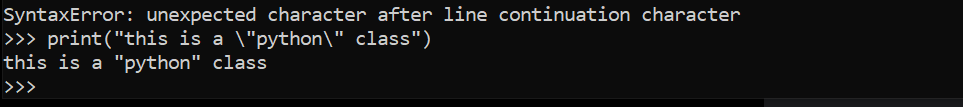 SyntaxError: unexpected character after line continuation character
>>> print("this is a \"python\" class")
this is a "python" class
>>>